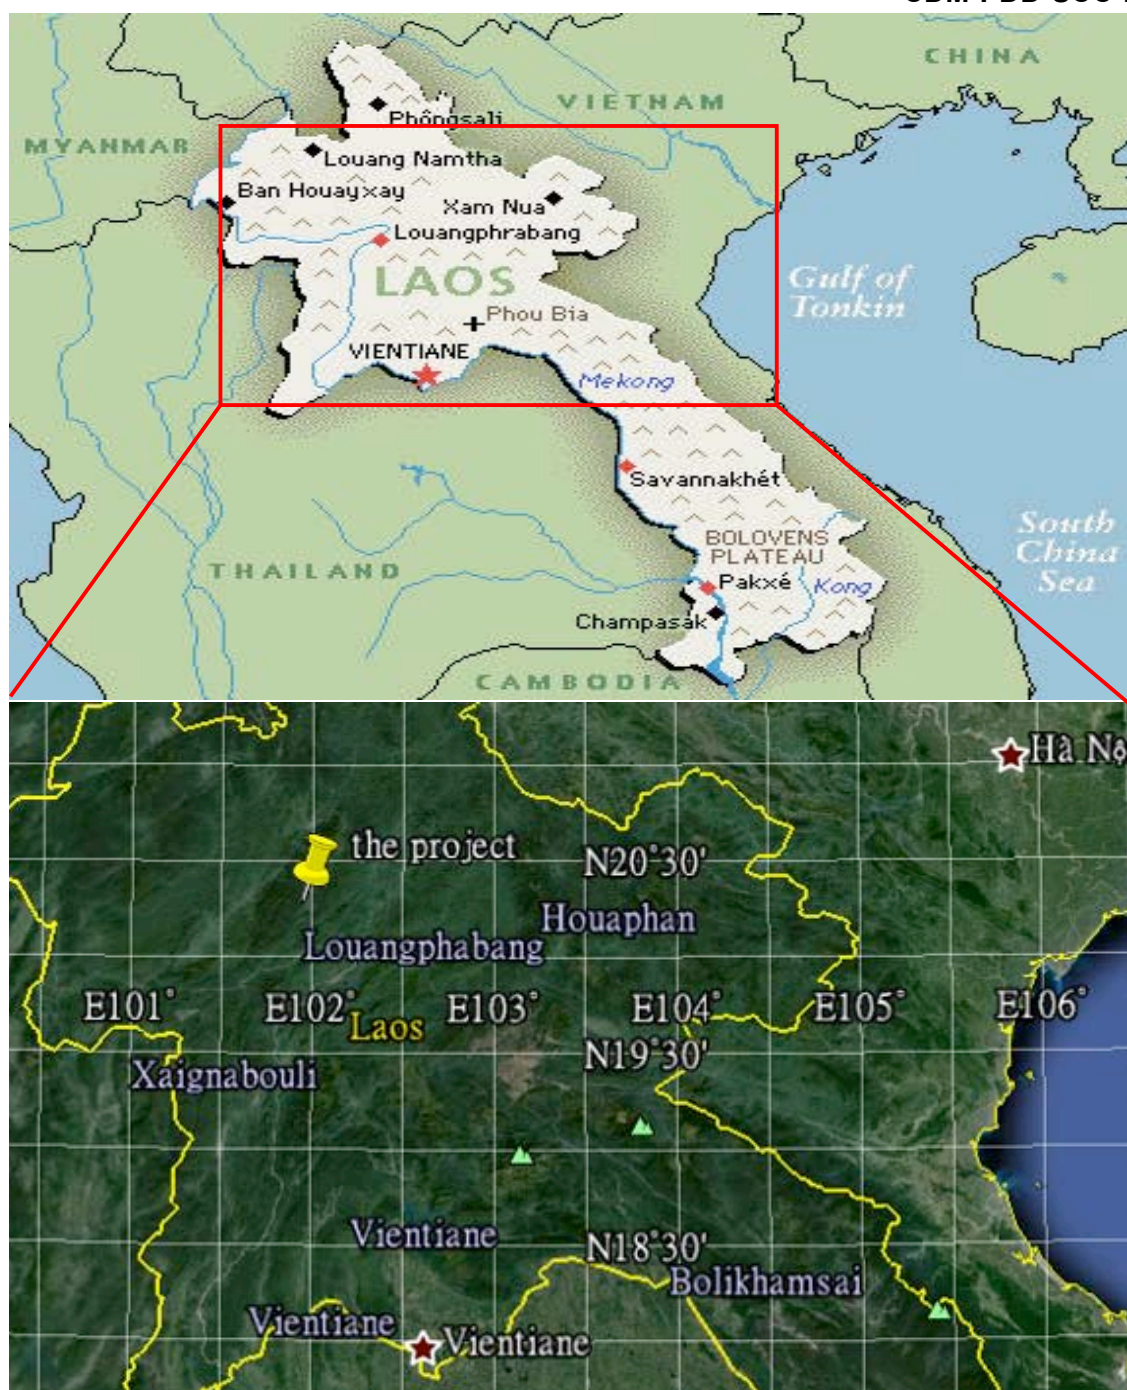 CHINA
VIETNAM
Phôngsali
MYANMAR
Louang Namtha
Ban Houayxay
Xam Nua
Louangphrabang
LAOS
Gulf of
Tonkin
Phou Bia
VIENTIANE
Mekong
Savannakhét
South
China
Sea
BOLOVENS
PLATEAU
THAILAND
Pakxé
Kong
Champasak
CAMBODIA
Hà Nộ
the project
N20°30'
Houaphan
Louangphabang
E101°
E102°
E103°
E104°
E105°
E106°
Laos
N19°30'
Xaignabouli
Vientiane
N18°30'
Bolikhamsai
Vientiane
Vientiane